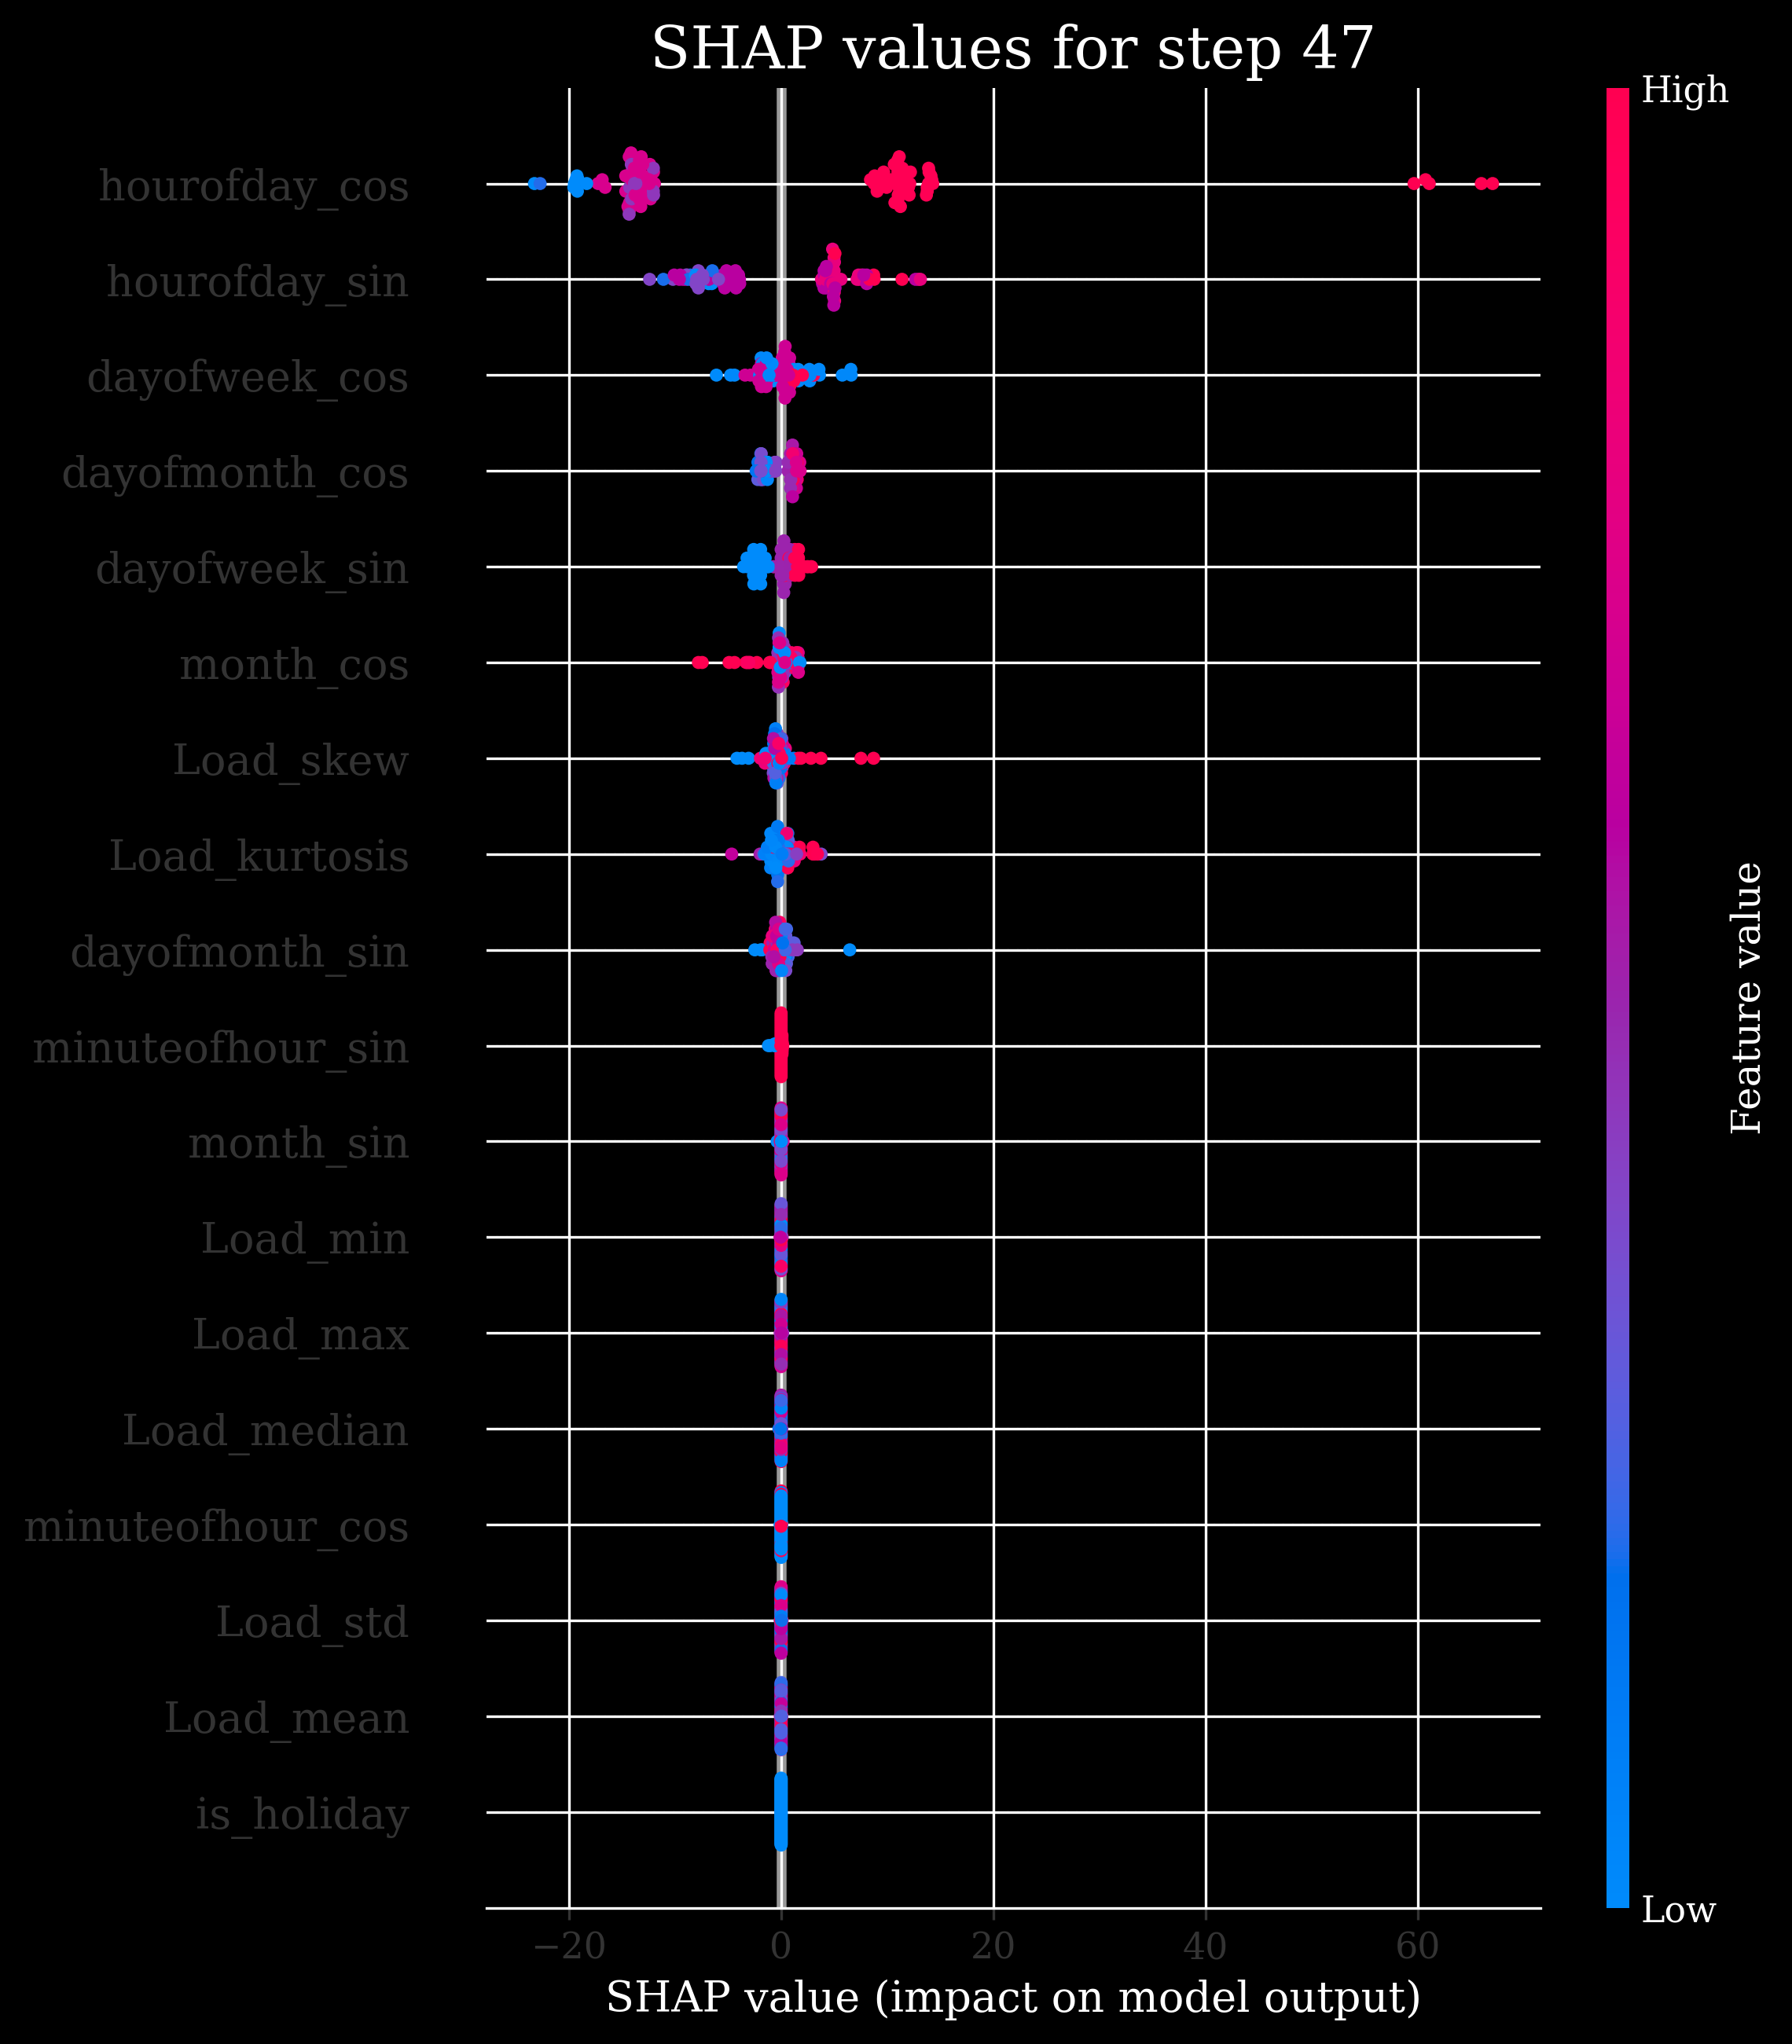 SHAP values for step 47
High
hourofday_cos
hourofday_sin
dayofweek_cos
dayofmonth_cos
dayofweek_sin
month_cos
Load_skew
Load_kurtosis
dayofmonth_sin
minuteofhour_sin
month_sin
Load_min
Load_max
Load_median
minuteofhour_cos
Load_std
Load_mean
is_holiday
Feature value
Low
−20 0 20 40 60
SHAP value (impact on model output)